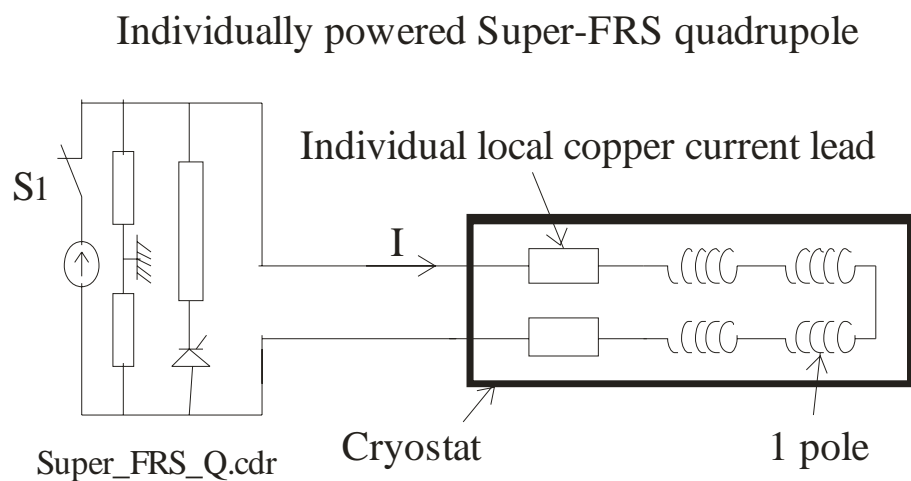 Individually powered Super-FRS quadrupole
Individual local copper current lead
S1
I
Cryostat
1 pole
Super_FRS_Q.cdr